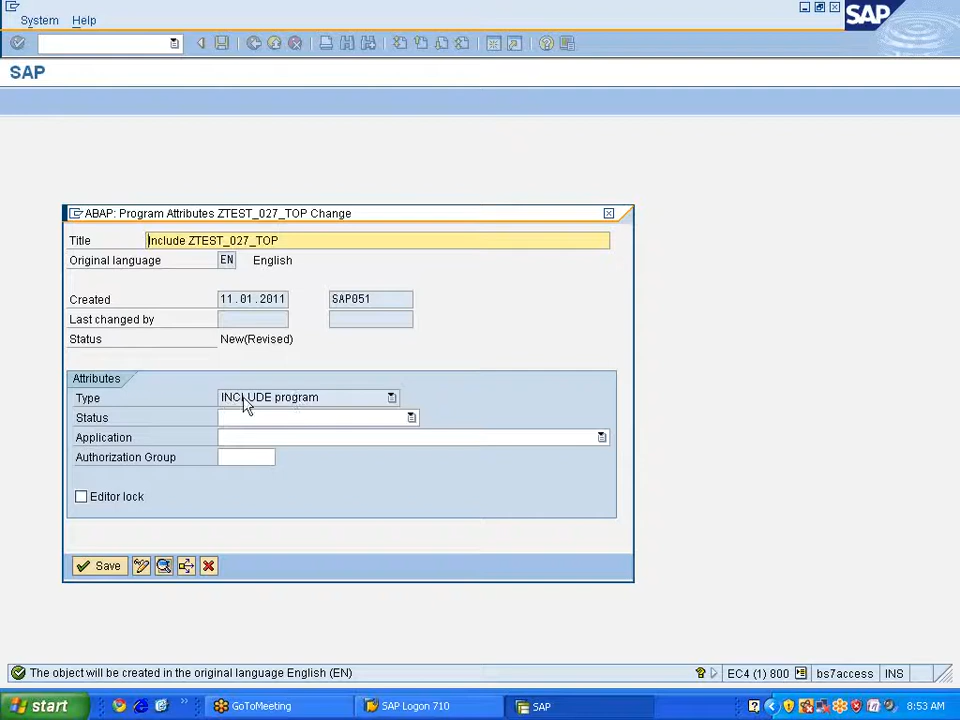 System Help
SAP
SAP
ABAP: Program Attributes ZTEST_027_TOP Change
Title Include ZTEST_027_TOP
Original language EN English
Created 11.01.2011 SAP051
Last changed by
Status New(Revised)
Attributes
Type INCLUDE program
Status
Application
Authorization Group
Editor lock
Save
The object will be created in the original language English (EN) EC4 (1) 800 bs7access INS
start GoToMeeting SAP Logon 710 SAP 8:53 AM